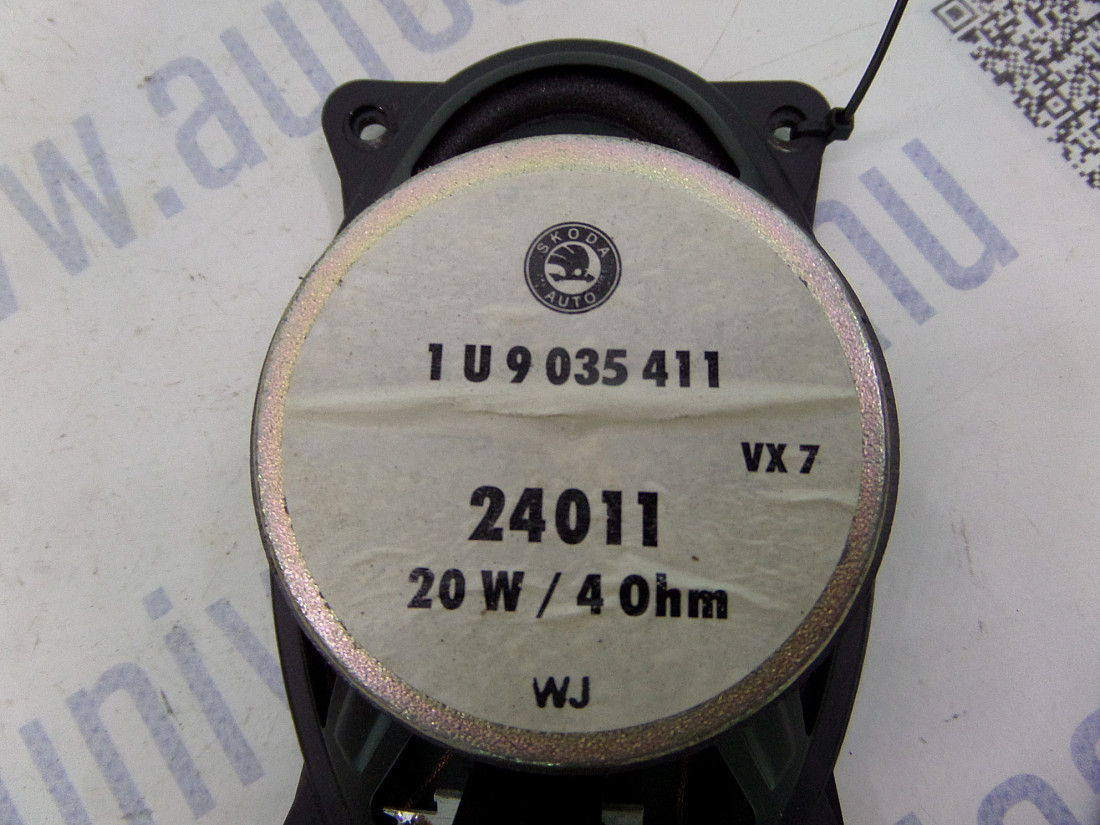 SKODA
AUTO
1 U 9 035 411
VX 7
24011
20 W / 4 Ohm
WJ